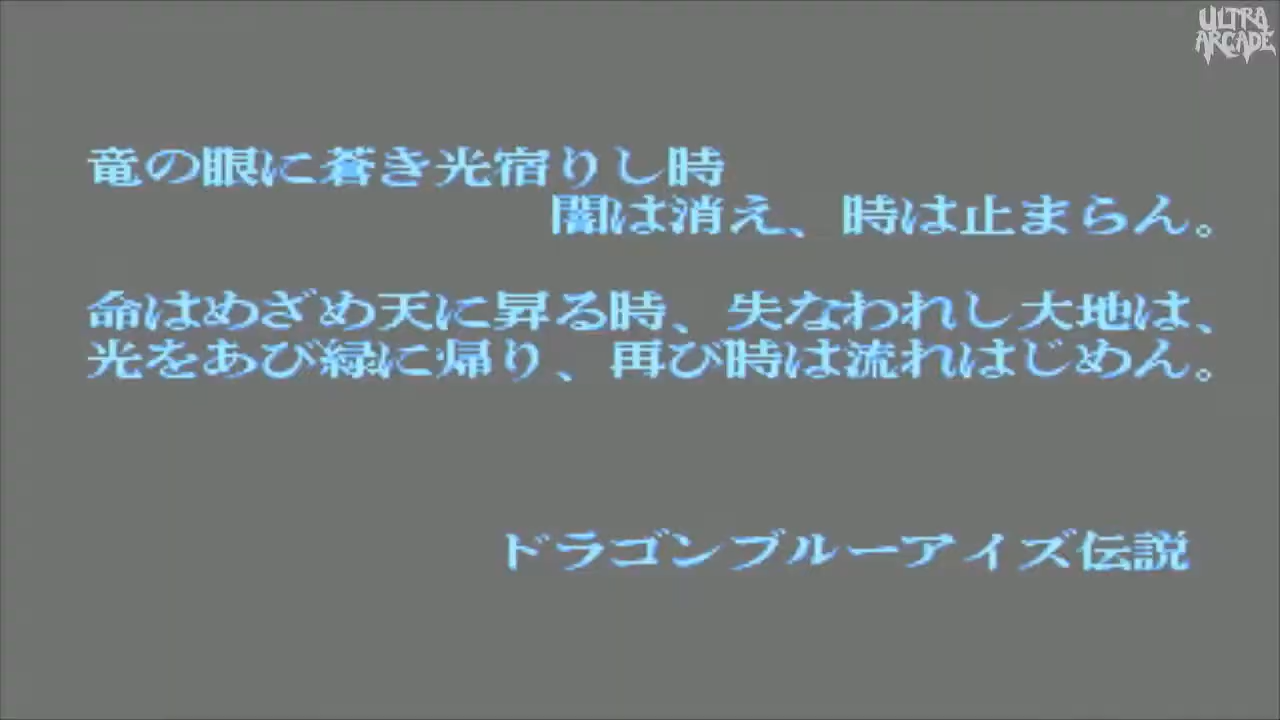 ULTRA
ARCADE
竜の眼に蒼き光宿りし時
闇は消え、時は止まらん。
命はめざめ天に昇る時、失なわれし大地は、
光をあび緑に帰り、再び時は流れはじめん。
ドラゴンブルーアイズ伝説